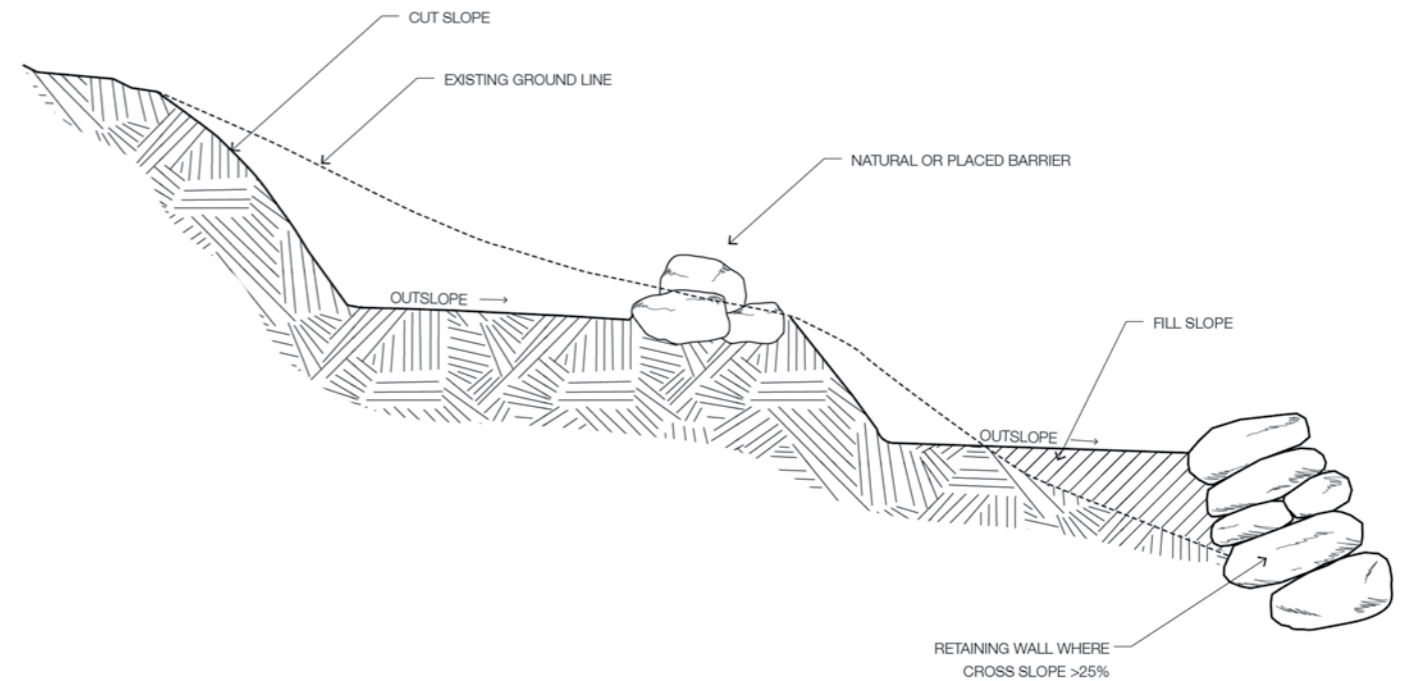 CUT SLOPE
EXISTING GROUND LINE
NATURAL OR PLACED BARRIER
OUTSLOPE
FILL SLOPE
OUTSLOPE
RETAINING WALL WHERE
CROSS SLOPE >25%